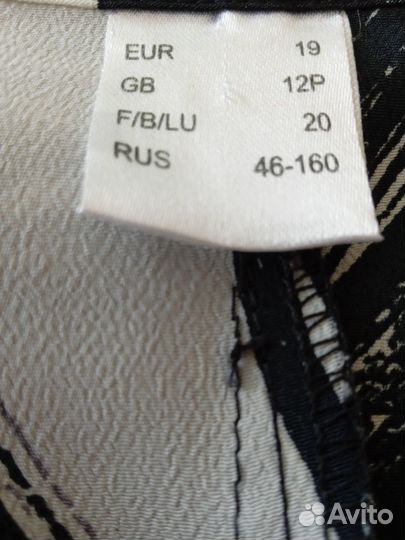 EUR 19
GB 12P
F/B/LU 20
RUS 46-160
Avito